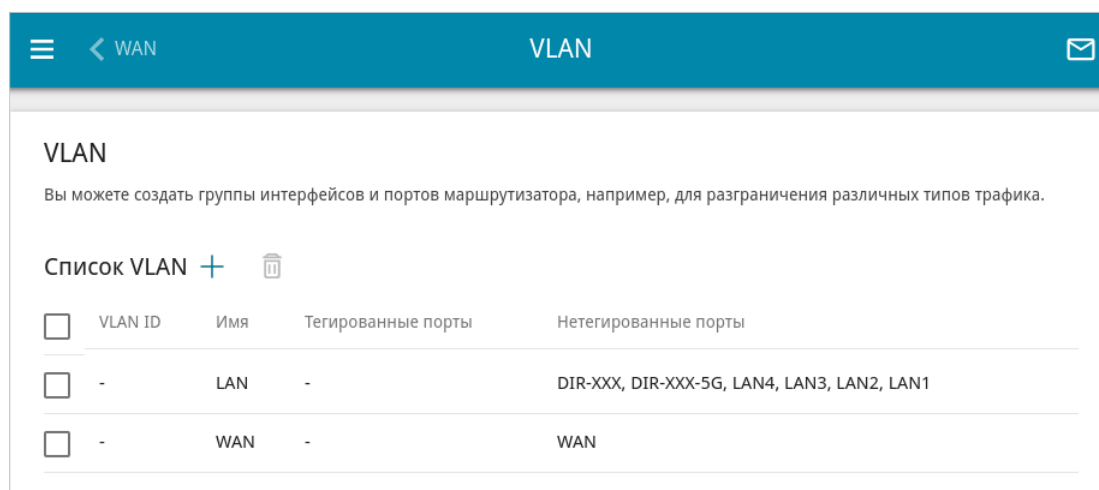 WAN VLAN
VLAN
Вы можете создать группы интерфейсов и портов маршрутизатора, например, для разграничения различных типов трафика.
Список VLAN
VLAN ID Имя Тегированные порты Нетегированные порты
- LAN - DIR-XXX, DIR-XXX-5G, LAN4, LAN3, LAN2, LAN1
- WAN - WAN